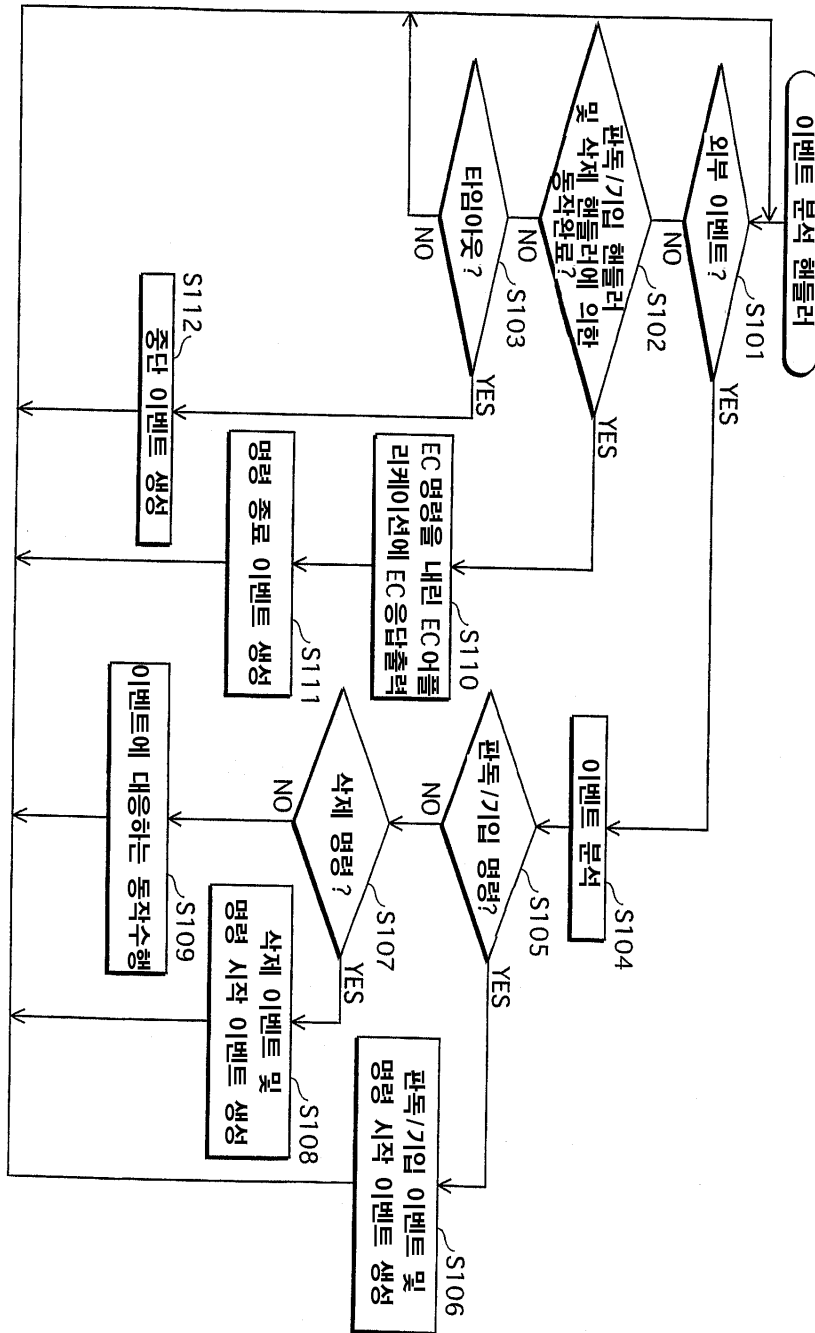 이벤트 분석 핸들러
외부 이벤트?
S101
NO
YES
판독/기입 핸들러
및 삭제 핸들러에 의한
동작완료?
S102
NO
YES
타임아웃?
S103
NO
YES
이벤트 분석
S104
판독/기입 명령?
S105
NO
YES
판독/기입 이벤트 및
명령 시작 이벤트 생성
S106
삭제 명령?
S107
NO
YES
삭제 이벤트 및
명령 시작 이벤트 생성
S108
이벤트에 대응하는 동작수행
S109
EC 명령을 내린 EC어플
리케이션에 EC응답출력
S110
명령 종료 이벤트 생성
S111
중단 이벤트 생성
S112